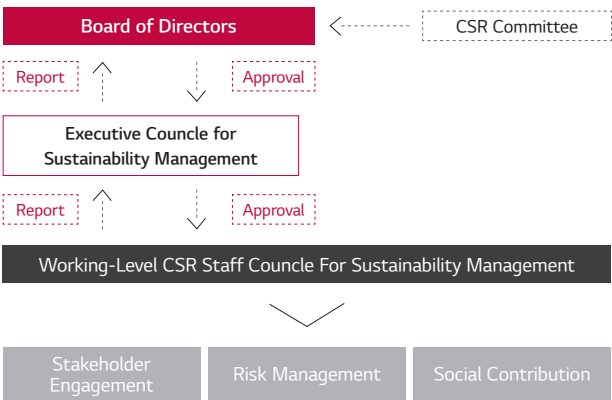 Board of Directors
CSR Committee
Report
Approval
Executive Councle for
Sustainability Management
Report
Approval
Working-Level CSR Staff Councle For Sustainability Management
Stakeholder
Engagement
Risk Management
Social Contribution